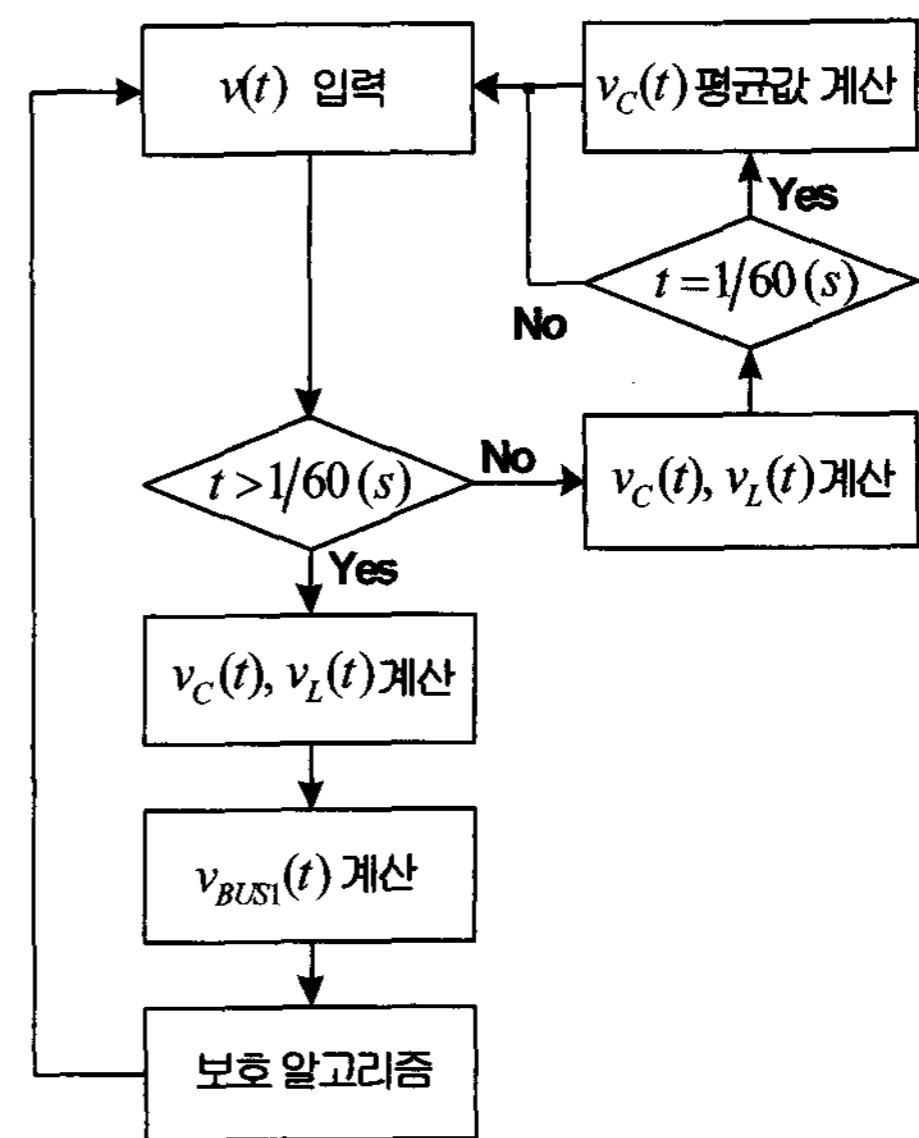 v(t) 입력
v_C(t) 평균값 계산
Yes
t=1/60(s)
No
t>1/60(s)
No
v_C(t), v_L(t) 계산
Yes
v_C(t), v_L(t) 계산
v_BUS1(t) 계산
보호 알고리즘